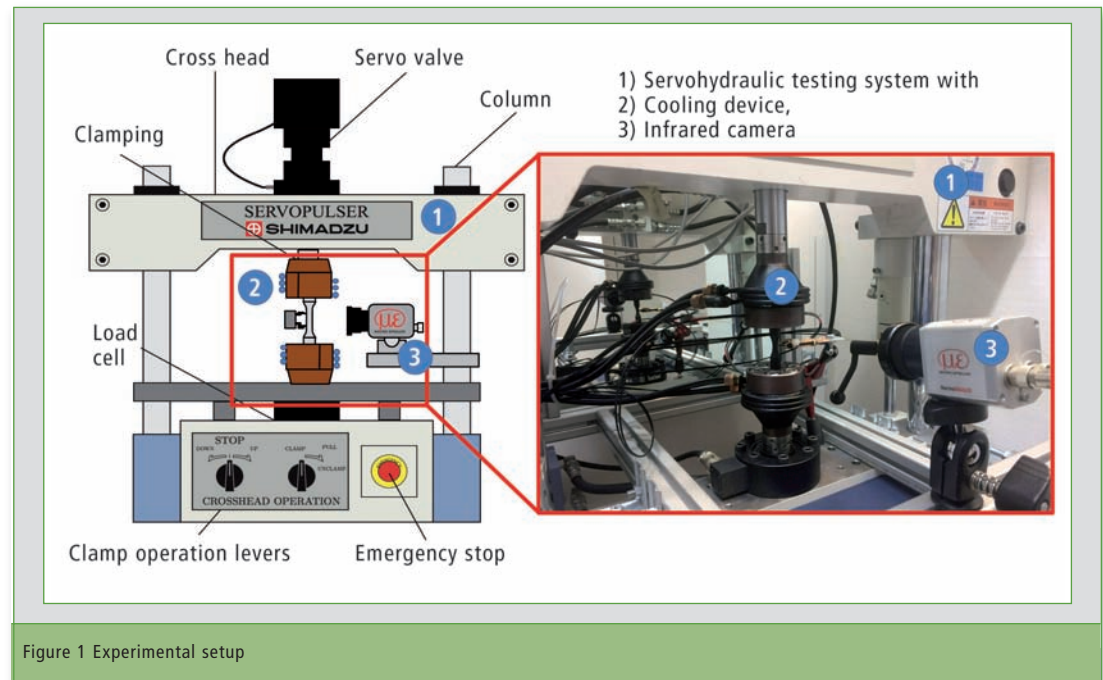 Cross head
Servo valve
Column
Clamping
1) Servohydraulic testing system with
2) Cooling device,
3) Infrared camera
SERVOPULSER
SHIMADZU
1
2
με
3
Load
cell
STOP
DOWN
UP
CLAMP
PULL
UNCLAMP
CROSSHEAD OPERATION
Clamp operation levers
Emergency stop
1
2
3
με
Figure 1 Experimental setup